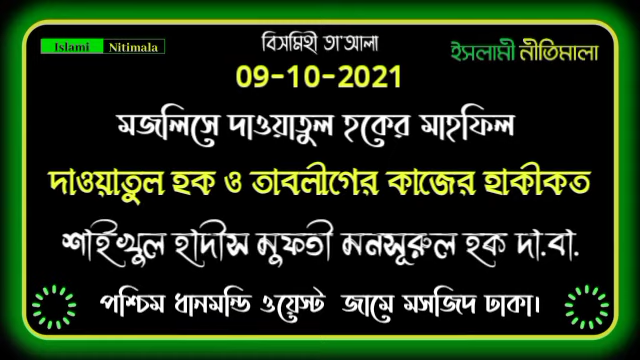 Islami Nitimala
বিসমিহী তা'আলা
ইসলামী নীতিমালা
09-10-2021
মজলিসে দাওয়াতুল হকের মাহফিল
দাওয়াতুল হক ও তাবলীগের কাজের হাকীকত
শাইখুল হাদীস মুফতী মনসূরুল হক দা.বা.
পশ্চিম ধানমন্ডি ওয়েস্ট জামে মসজিদ ঢাকা।